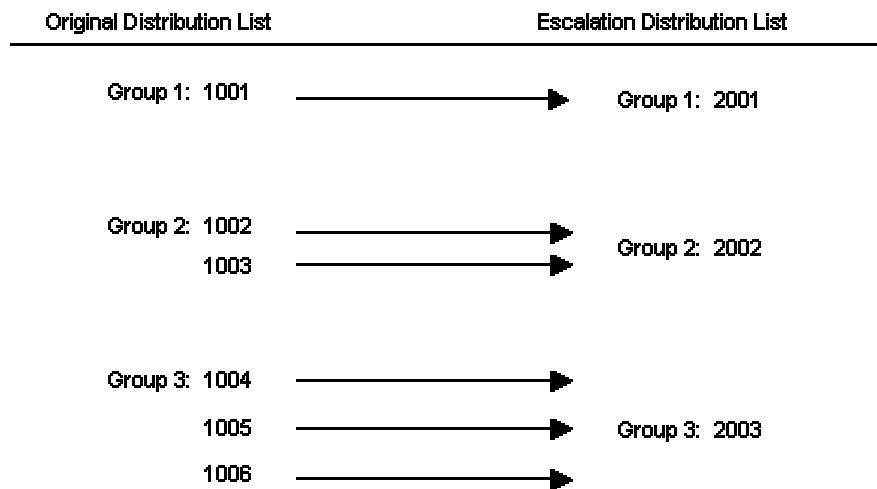 Original Distribution List Escalation Distribution List
Group 1: 1001 Group 1: 2001
Group 2: 1002
Group 2: 2002
1003
Group 3: 1004
1005 Group 3: 2003
1006